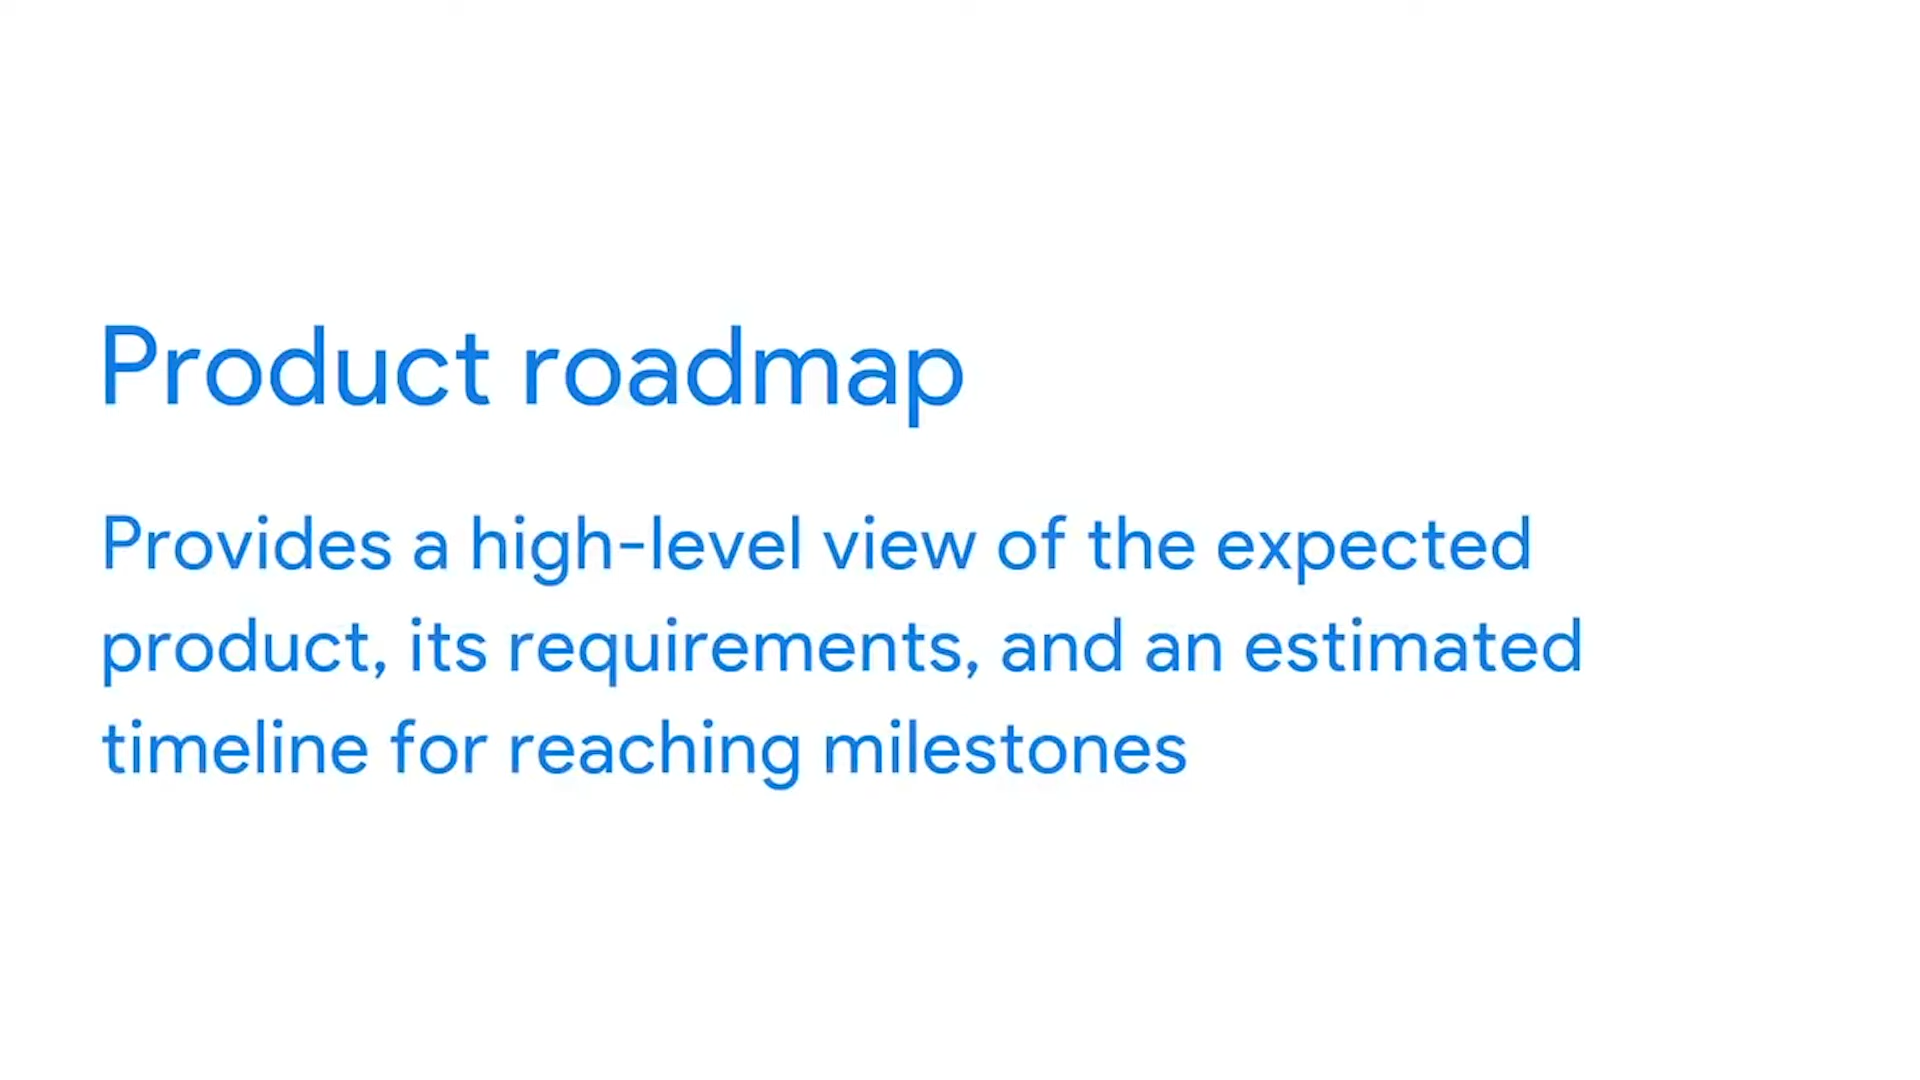 Product roadmap
Provides a high-level view of the expected
product, its requirements, and an estimated
timeline for reaching milestones